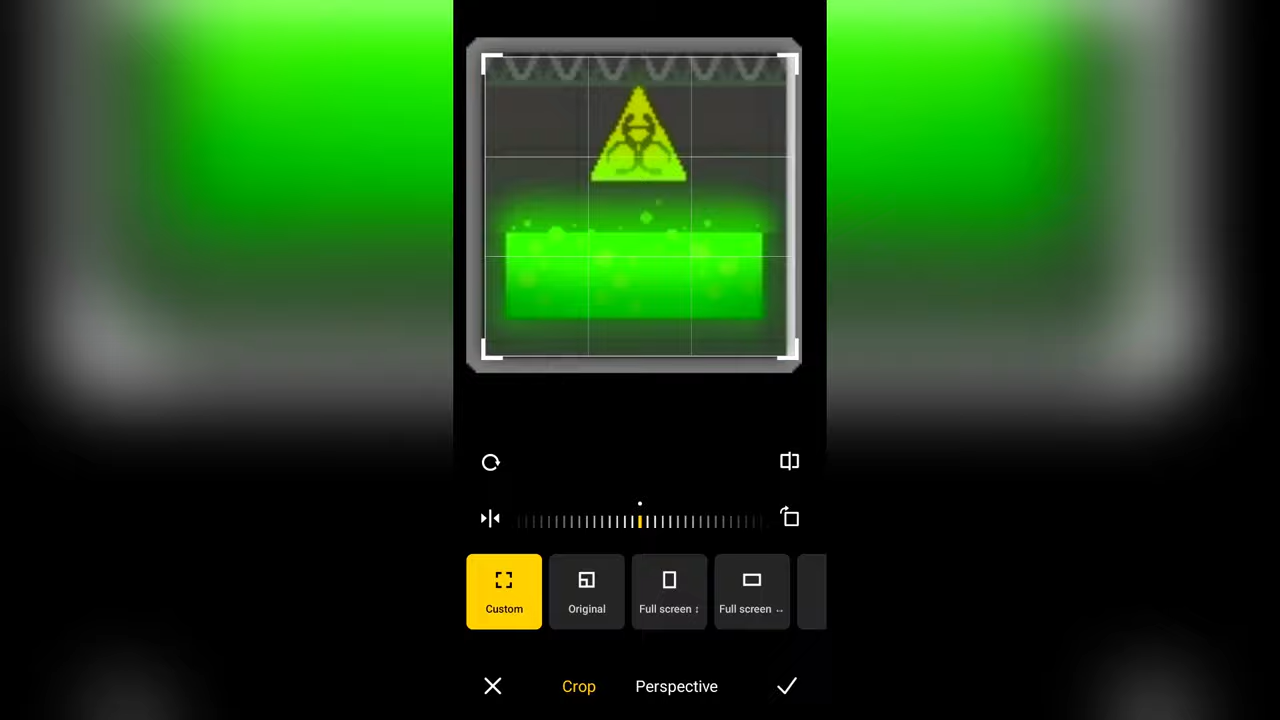 Custom
Original
Full screen ↕
Full screen ↔
Crop
Perspective